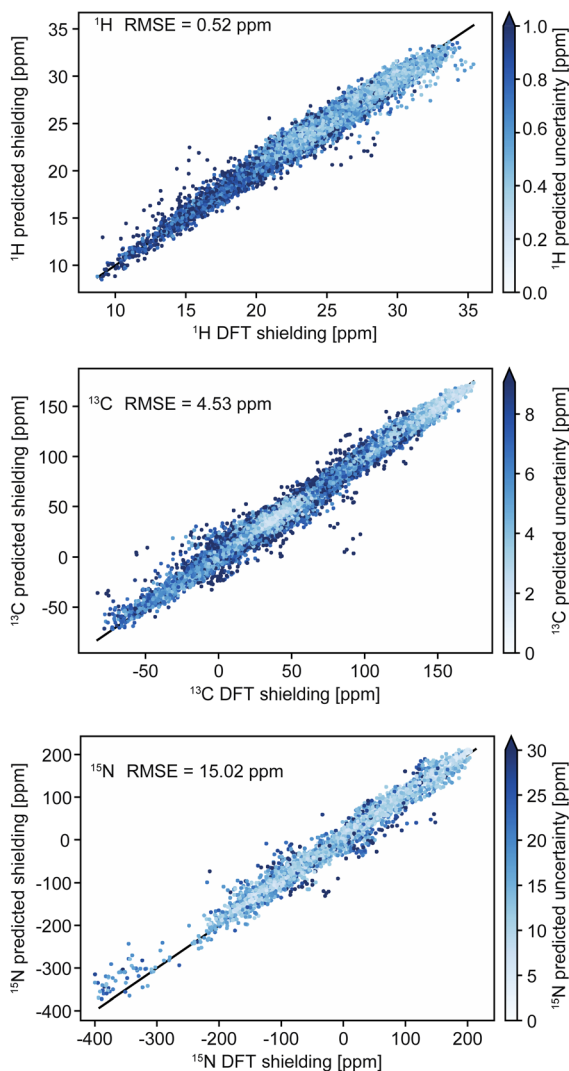 ¹H RMSE = 0.52 ppm
¹H predicted shielding [ppm]
35
30
25
20
15
10
10 15 20 25 30 35
¹H DFT shielding [ppm]
1.0
0.8
0.6
0.4
0.2
0.0
¹H predicted uncertainty [ppm]
¹³C RMSE = 4.53 ppm
¹³C predicted shielding [ppm]
150
100
50
0
-50
-50 0 50 100 150
¹³C DFT shielding [ppm]
8
6
4
2
0
¹³C predicted uncertainty [ppm]
¹⁵N RMSE = 15.02 ppm
¹⁵N predicted shielding [ppm]
200
100
0
-100
-200
-300
-400
-400 -300 -200 -100 0 100 200
¹⁵N DFT shielding [ppm]
30
25
20
15
10
5
0
¹⁵N predicted uncertainty [ppm]